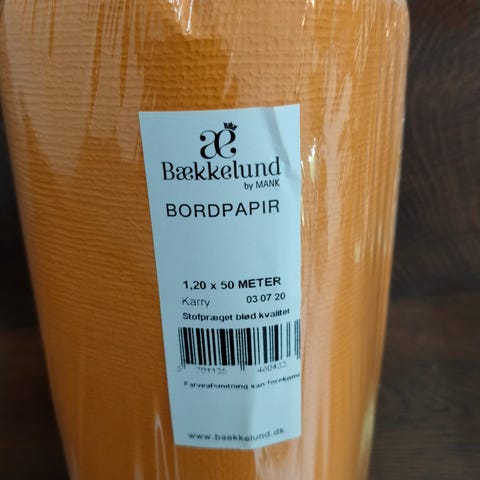 æ
Bækkelund
by MANK
BORDPAPIR
1,20 x 50 METER
Karry 03 07 20
Stofpræget blød kvalitet
5 701135 480433
Farveafsmitning kan forekomme
www.baekkelund.dk